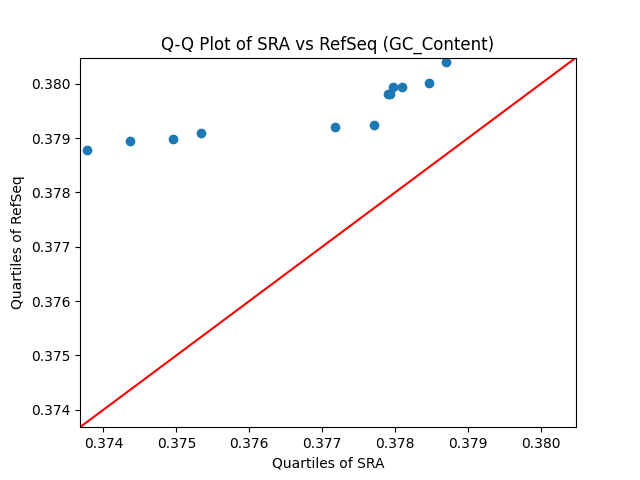 Q-Q Plot of SRA vs RefSeq (GC_Content)
0.380
0.379
0.378
0.377
0.376
0.375
0.374
Quartiles of RefSeq
0.374 0.375 0.376 0.377 0.378 0.379 0.380
Quartiles of SRA